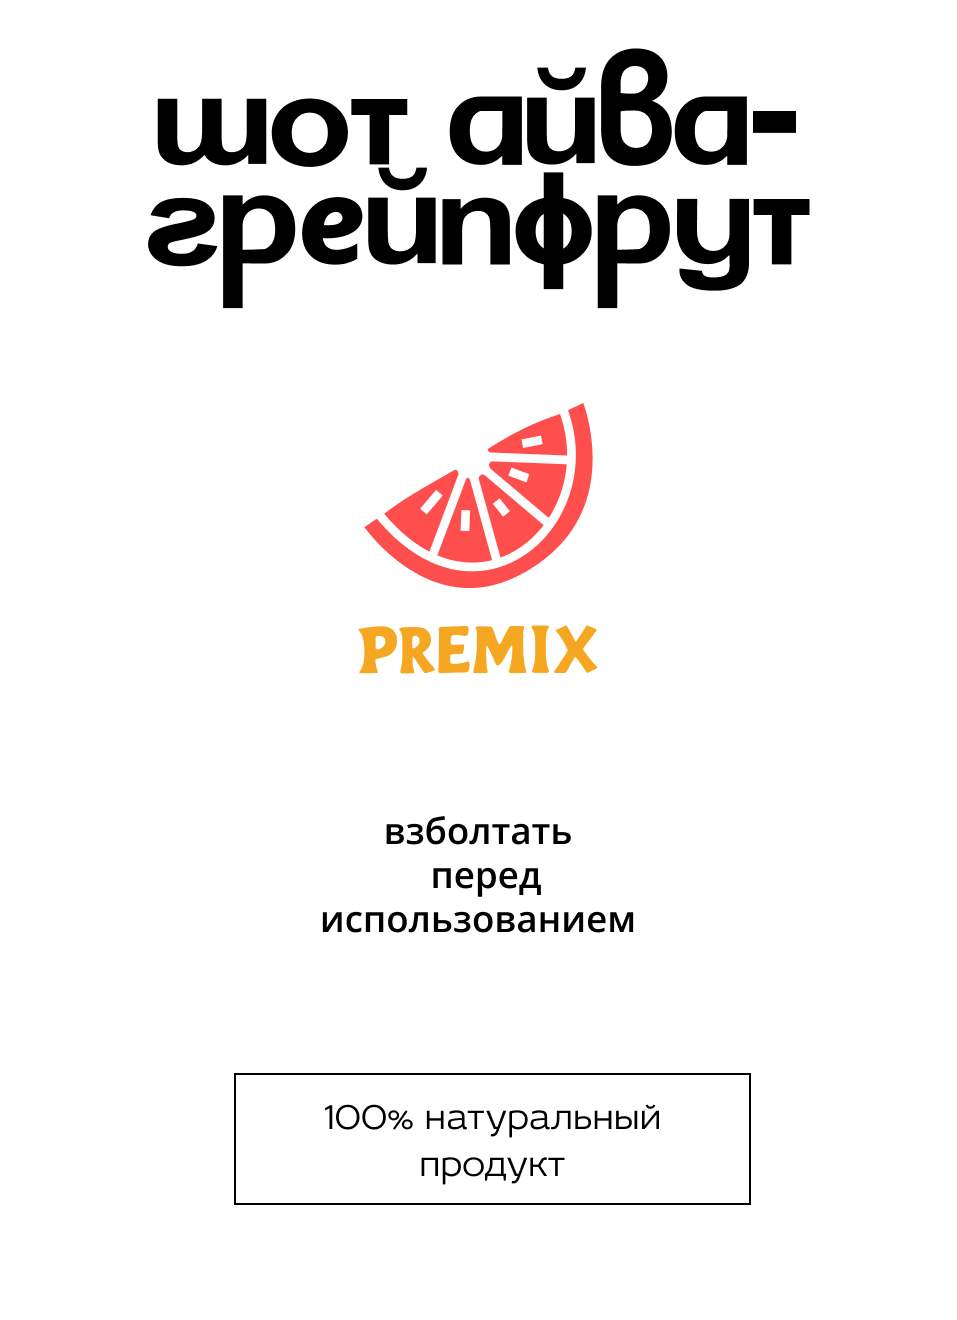 шот айва-
грейпфрут
PREMIX
взболтать
перед
использованием
100% натуральный
продукт